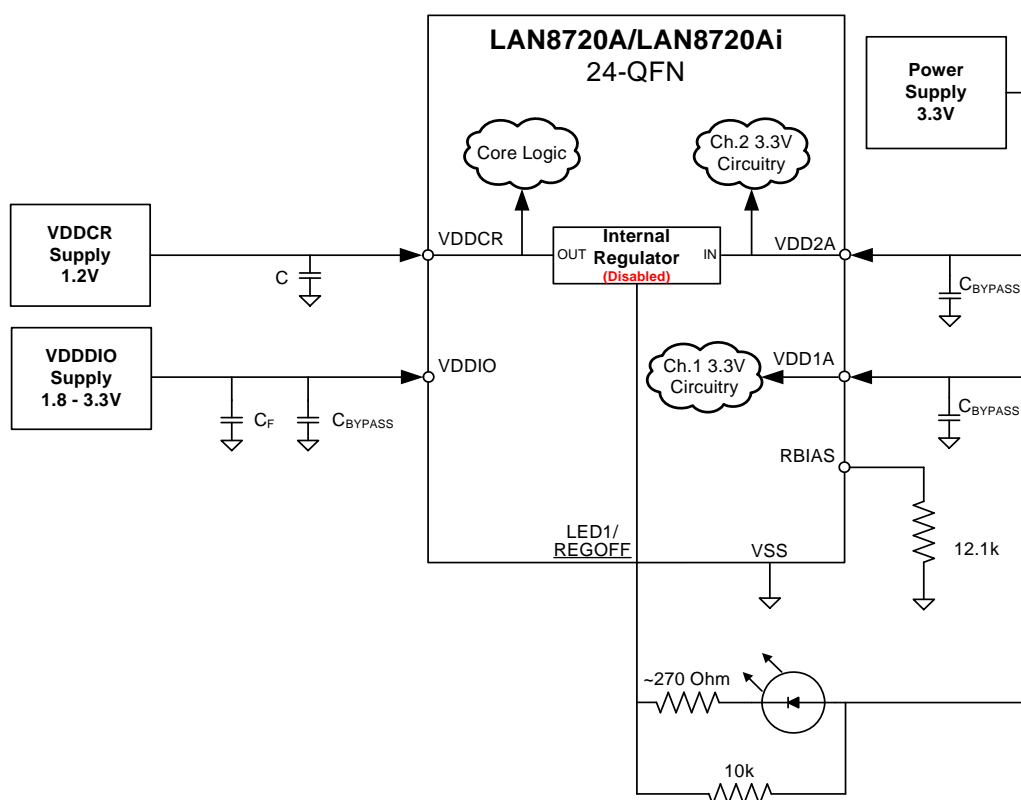 LAN8720A/LAN8720Ai
24-QFN
Power
Supply
3.3V
Core Logic
Ch.2 3.3V
Circuitry
VDDCR
Supply
1.2V
VDDCR
OUT
Internal
Regulator
(Disabled)
IN
VDD2A
C
CBYPASS
VDDDIO
Supply
1.8 - 3.3V
VDDIO
Ch.1 3.3V
Circuitry
VDD1A
CF
CBYPASS
CBYPASS
RBIAS
12.1k
LED1/
REGOFF
VSS
~270 Ohm
10k